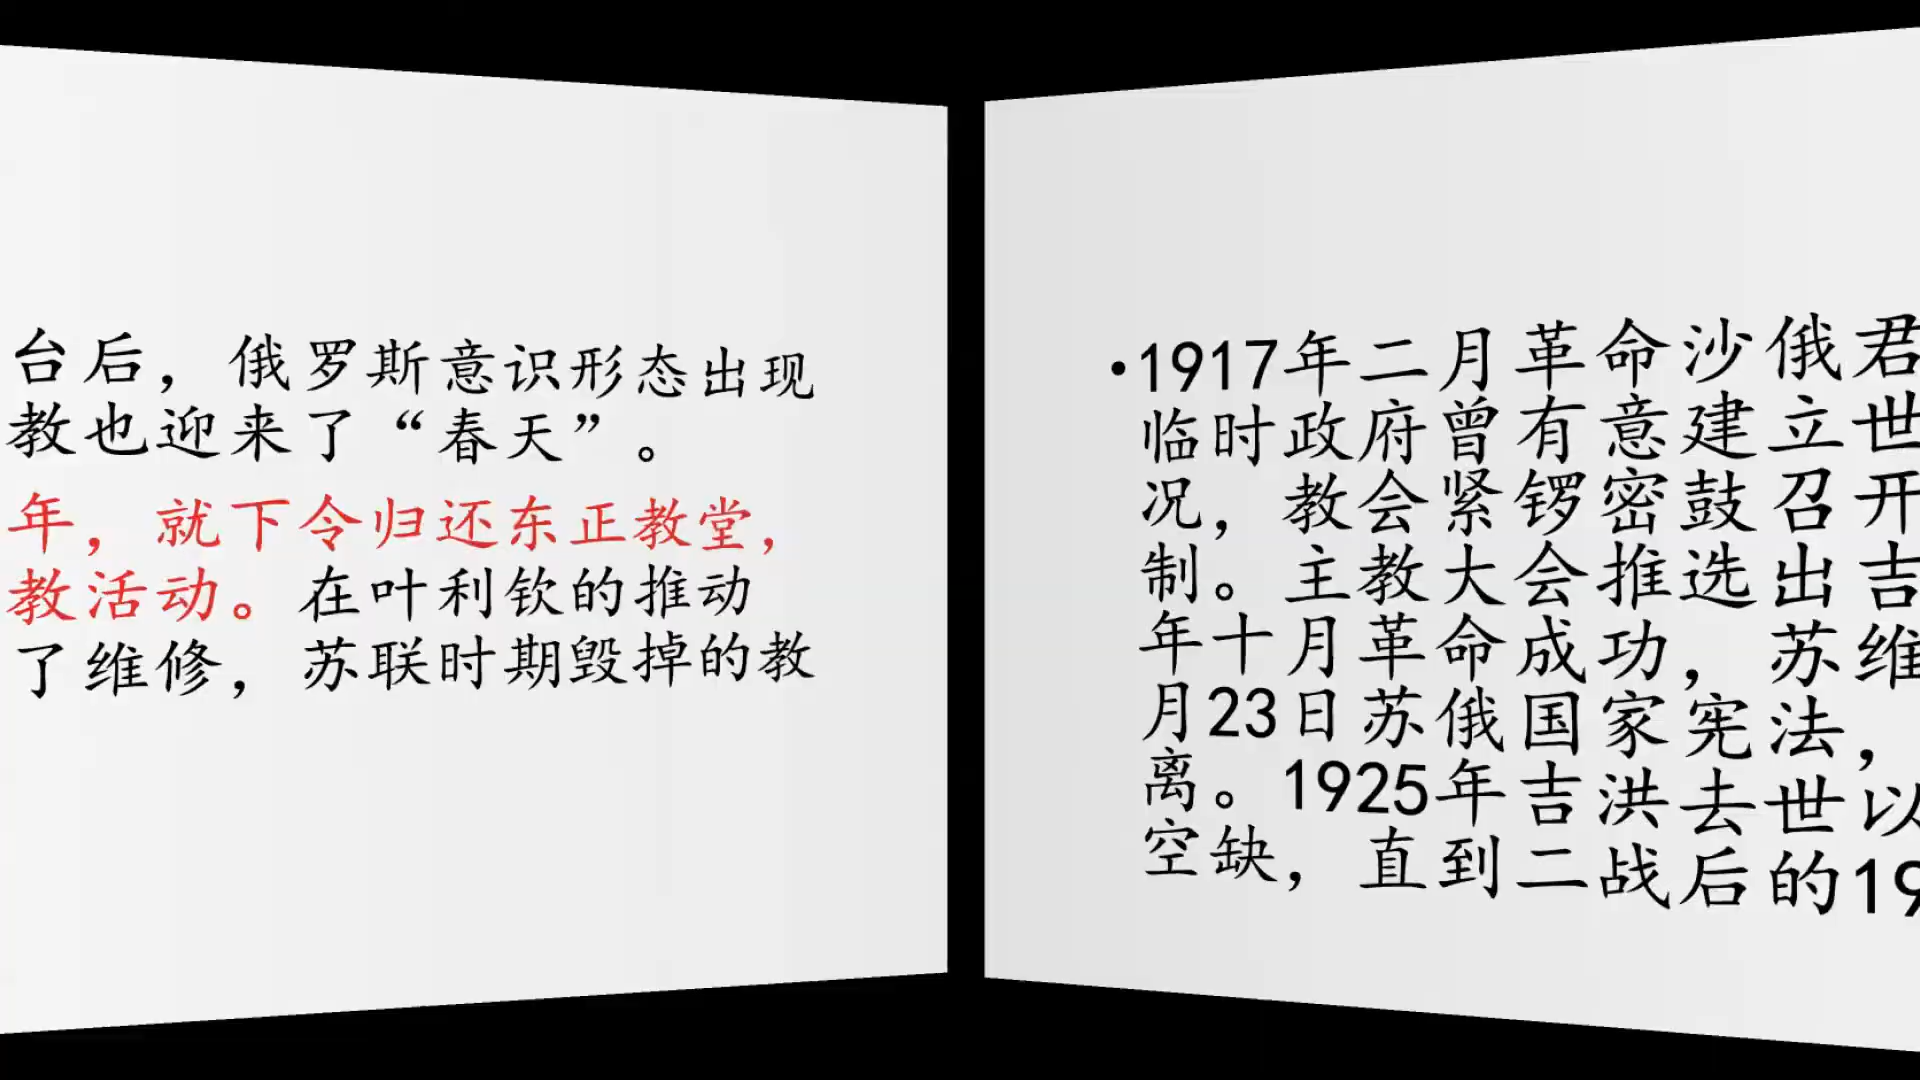 台后，俄罗斯意识形态出现
教也迎来了“春天”。
年，就下令归还东正教堂，
教活动。在叶利钦的推动
了维修，苏联时期毁掉的教
•1917年二月革命沙俄君
临时政府曾有意建立世
况，教会紧锣密鼓召开
制。主教大会推选出吉
年十月革命成功，苏维
月23日苏俄国家宪法，
离。1925年吉洪去世以
空缺，直到二战后的19